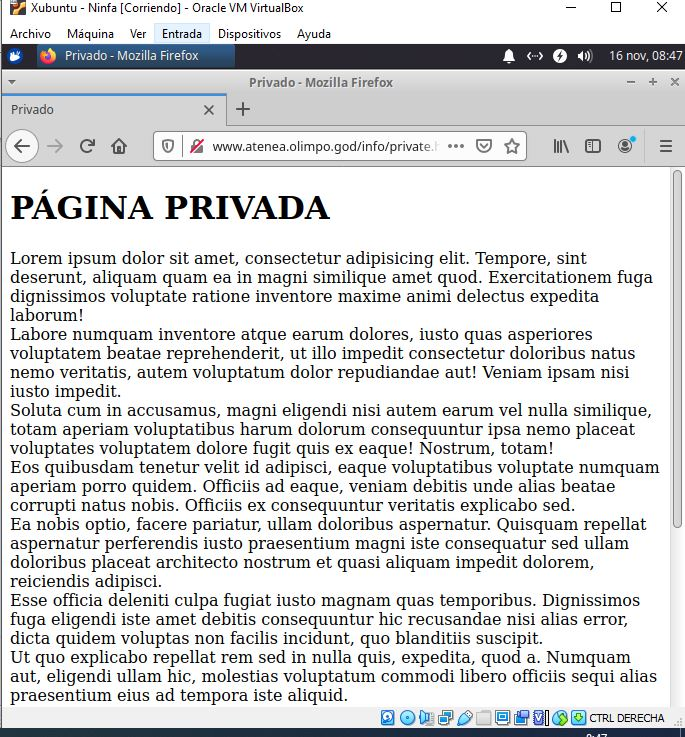 Xubuntu - Ninfa [Corriendo] - Oracle VM VirtualBox
Archivo Máquina Ver Entrada Dispositivos Ayuda
Privado - Mozilla Firefox 16 nov, 08:47
Privado - Mozilla Firefox
Privado
www.atenea.olimpo.god/info/private.h
PÁGINA PRIVADA
Lorem ipsum dolor sit amet, consectetur adipisicing elit. Tempore, sint
deserunt, aliquam quam ea in magni similique amet quod. Exercitationem fuga
dignissimos voluptate ratione inventore maxime animi delectus expedita
laborum!
Labore numquam inventore atque earum dolores, iusto quas asperiores
voluptatem beatae reprehenderit, ut illo impedit consectetur doloribus natus
nemo veritatis, autem voluptatum dolor repudiandae aut! Veniam ipsam nisi
iusto impedit.
Soluta cum in accusamus, magni eligendi nisi autem earum vel nulla similique,
totam aperiam voluptatibus harum dolorum consequuntur ipsa nemo placeat
voluptates voluptatem dolore fugit quis ex eaque! Nostrum, totam!
Eos quibusdam tenetur velit id adipisci, eaque voluptatibus voluptate numquam
aperiam porro quidem. Officiis ad eaque, veniam debitis unde alias beatae
corrupti natus nobis. Officiis ex consequuntur veritatis explicabo sed.
Ea nobis optio, facere pariatur, ullam doloribus aspernatur. Quisquam repellat
aspernatur perferendis iusto praesentium magni iste consequatur sed ullam
doloribus placeat architecto nostrum et quasi aliquam impedit dolorem,
reiciendis adipisci.
Esse officia deleniti culpa fugiat iusto magnam quas temporibus. Dignissimos
fuga eligendi iste amet debitis consequuntur hic recusandae nisi alias error,
dicta quidem voluptas non facilis incidunt, quo blanditiis suscipit.
Ut quo explicabo repellat rem sed in nulla quis, expedita, quod a. Numquam
aut, eligendi ullam hic, molestias voluptatum commodi libero officiis sequi alias
praesentium eius ad tempora iste aliquid.
CTRL DERECHA